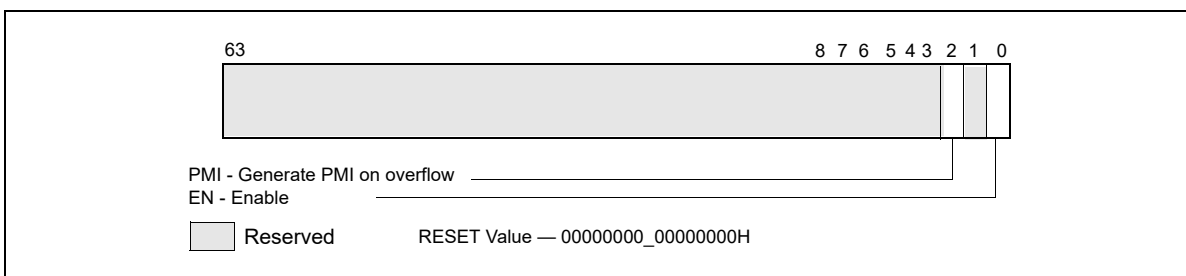 63 8 7 6 5 4 3 2 1 0
PMI - Generate PMI on overflow
EN - Enable
Reserved RESET Value — 00000000_00000000H